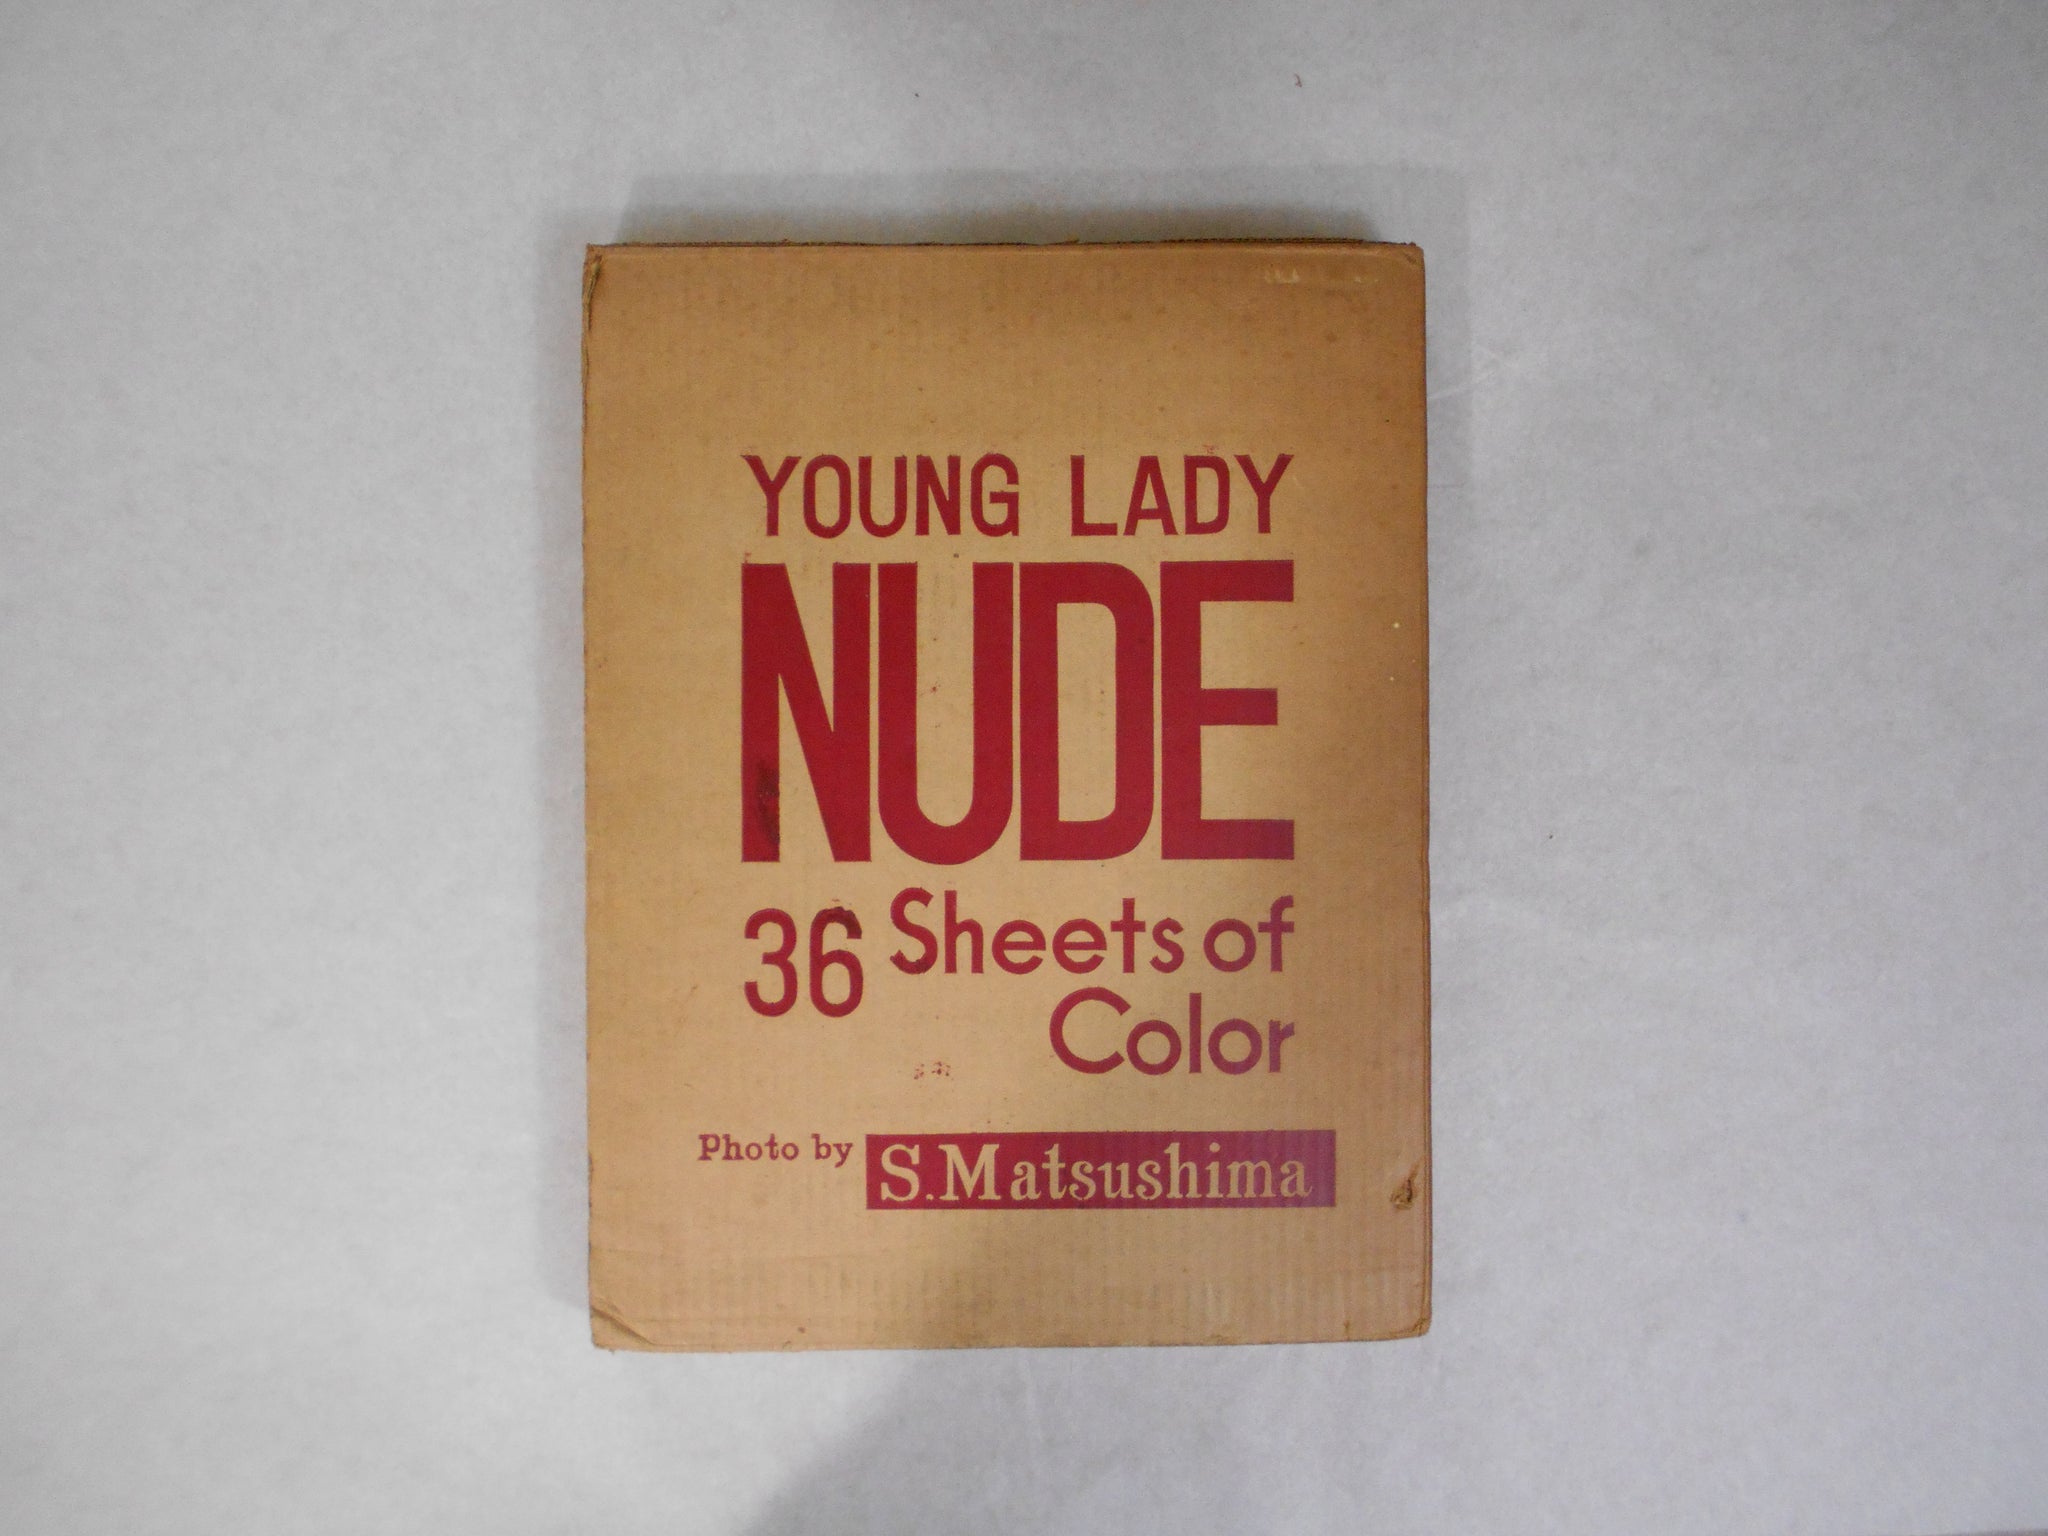 YOUNG LADY
NUDE
36 Sheets of
Color
Photo by S.Matsushima